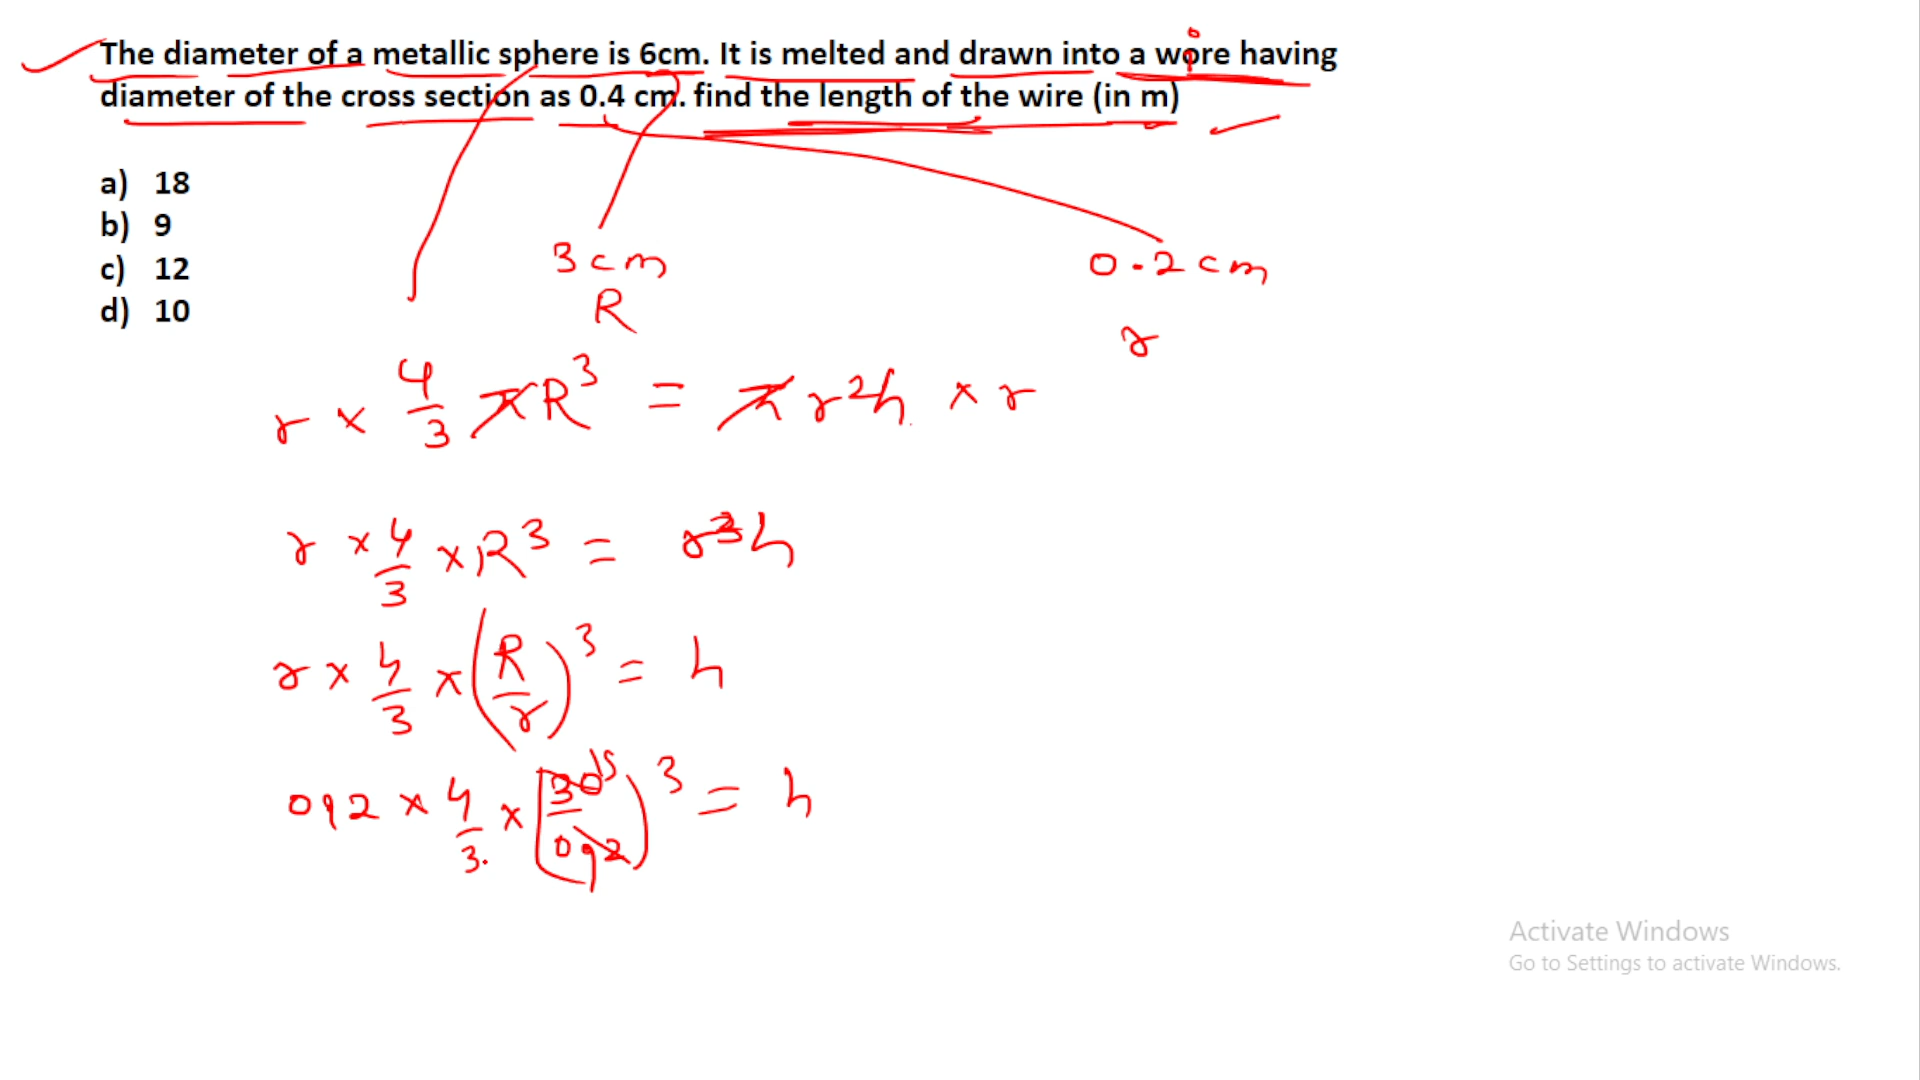 The diameter of a metallic sphere is 6cm. It is melted and drawn into a wore having
i
diameter of the cross section as 0.4 cm. find the length of the wire (in m)
a) 18
b) 9
c) 12
d) 10
3 cm
R
0.2 cm
r
r × 4/3 πR³ = πr²h × r
r × 4/3 × R³ = r³h
r × 4/3 × (R/r)³ = h
0.2 × 4/3 × (30/0.2)³ = h
15
Activate Windows
Go to Settings to activate Windows.